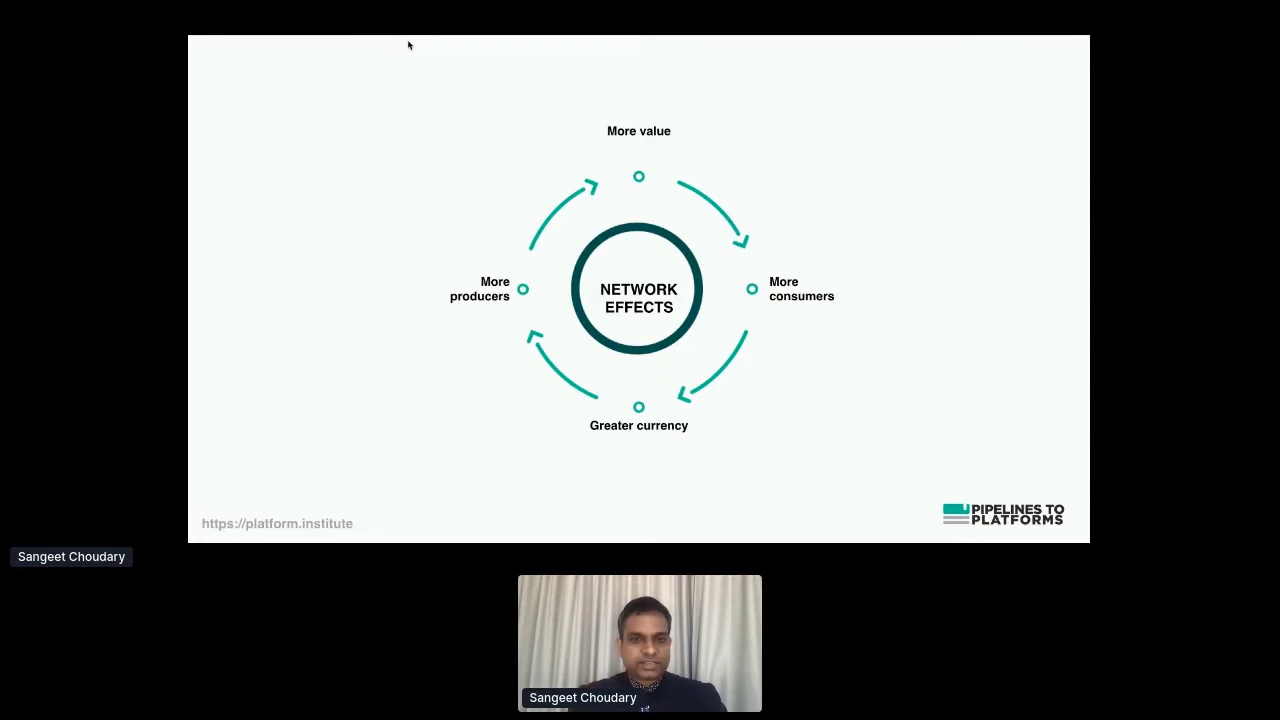 More value
More
producers
NETWORK
EFFECTS
More
consumers
Greater currency
https://platform.institute
PIPELINES TO
PLATFORMS
Sangeet Choudary
Sangeet Choudary